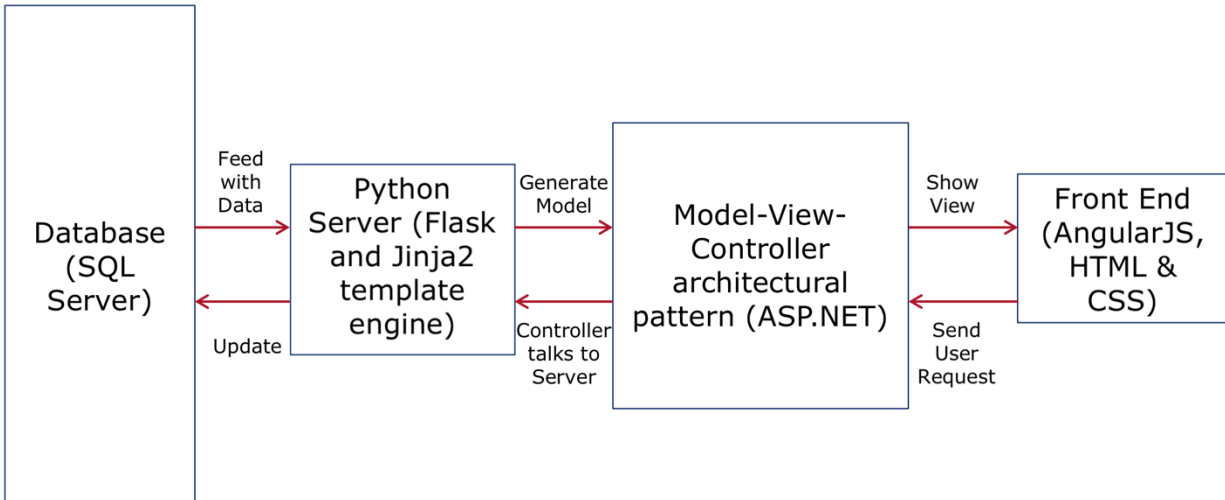 Database
(SQL
Server)
Feed
with
Data
Update
Python
Server (Flask
and Jinja2
template
engine)
Generate
Model
Controller
talks to
Server
Model-View-
Controller
architectural
pattern (ASP.NET)
Show
View
Send
User
Request
Front End
(AngularJS,
HTML &
CSS)